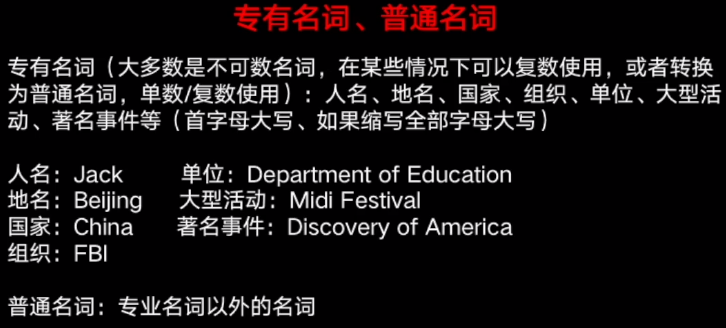 专有名词、普通名词
专有名词（大多数是不可数名词，在某些情况下可以复数使用，或者转换
为普通名词，单数/复数使用）：人名、地名、国家、组织、单位、大型活
动、著名事件等（首字母大写、如果缩写全部字母大写）
人名：Jack 单位：Department of Education
地名：Beijing 大型活动：Midi Festival
国家：China 著名事件：Discovery of America
组织：FBI
普通名词：专业名词以外的名词